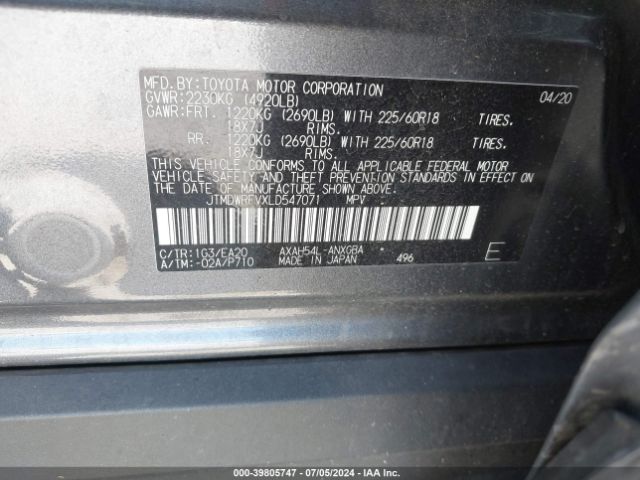 MFD.BY:TOYOTA MOTOR CORPORATION 04/20
GVWR:2230KG (4920LB)
GAWR:FRT. 1220KG (2690LB) WITH 225/60R18 TIRES.
18X7J RIMS.
RR. 1220KG (2690LB) WITH 225/60R18 TIRES.
18X7J RIMS.
THIS VEHICLE CONFORMS TO ALL APPLICABLE FEDERAL MOTOR
VEHICLE SAFETY AND THEFT PREVENTION STANDARDS IN EFFECT
ON THE DATE OF MANUFACTURE SHOWN ABOVE.
JTMDWRFVXLD547071 MPV
C/TR:1G3/EA20 AXAH54L-ANXGBA E
A/TM:-02A/P710 MADE IN JAPAN 496
000-39805747 / 07/05/2024 / IAA Inc. (CA)